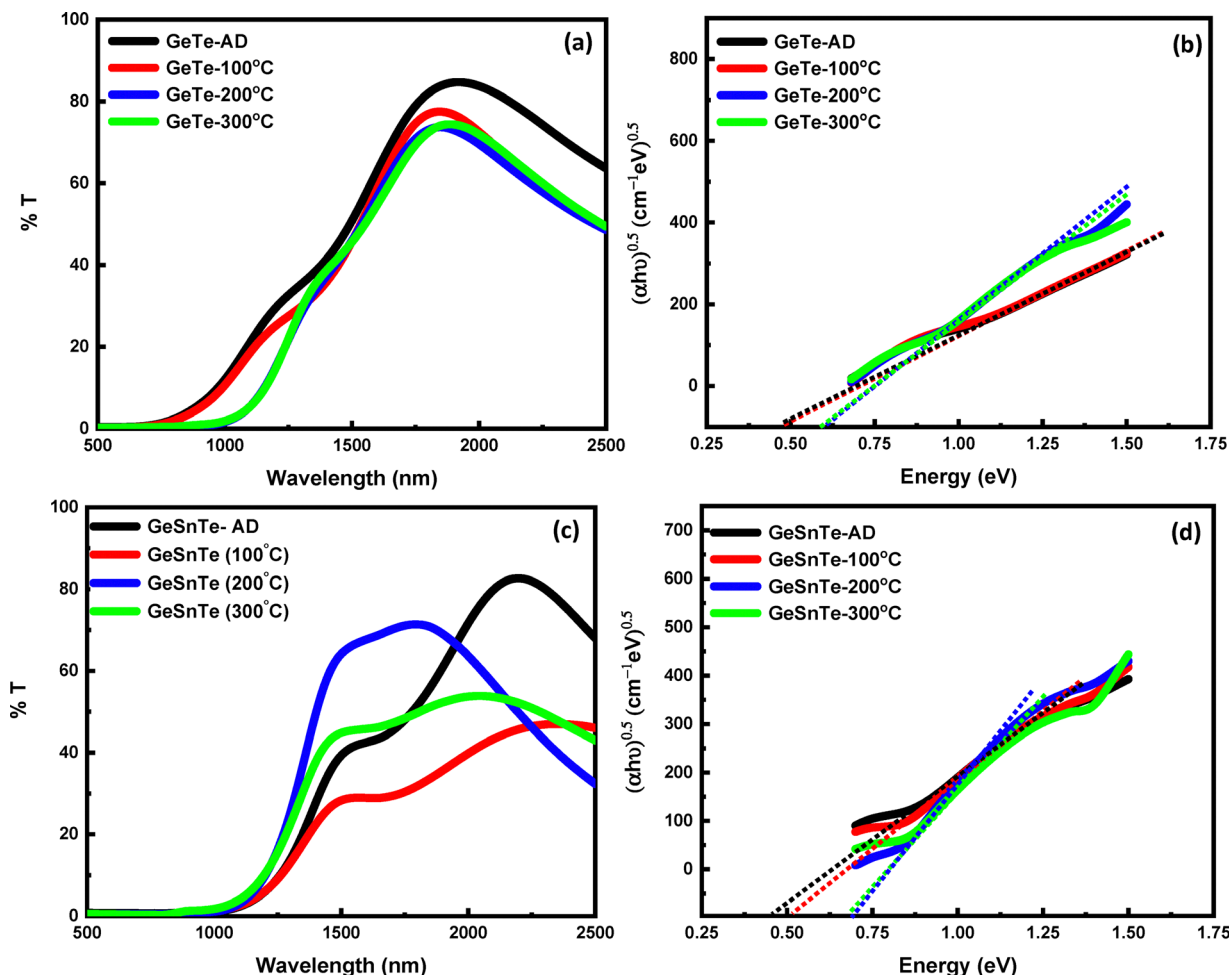 (a)
GeTe-AD
GeTe-100°C
GeTe-200°C
GeTe-300°C
% T
100
80
60
40
20
0
500
1000
1500
2000
2500
Wavelength (nm)
(b)
GeTe-AD
GeTe-100°C
GeTe-200°C
GeTe-300°C
(αhυ)^0.5 (cm⁻¹eV)^0.5
800
600
400
200
0
0.25
0.50
0.75
1.00
1.25
1.50
1.75
Energy (eV)
(c)
GeSnTe- AD
GeSnTe (100°C)
GeSnTe (200°C)
GeSnTe (300°C)
% T
100
80
60
40
20
0
500
1000
1500
2000
2500
Wavelength (nm)
(d)
GeSnTe-AD
GeSnTe-100°C
GeSnTe-200°C
GeSnTe-300°C
(αhυ)^0.5 (cm⁻¹eV)^0.5
700
600
500
400
300
200
100
0
0.25
0.50
0.75
1.00
1.25
1.50
1.75
Energy (eV)